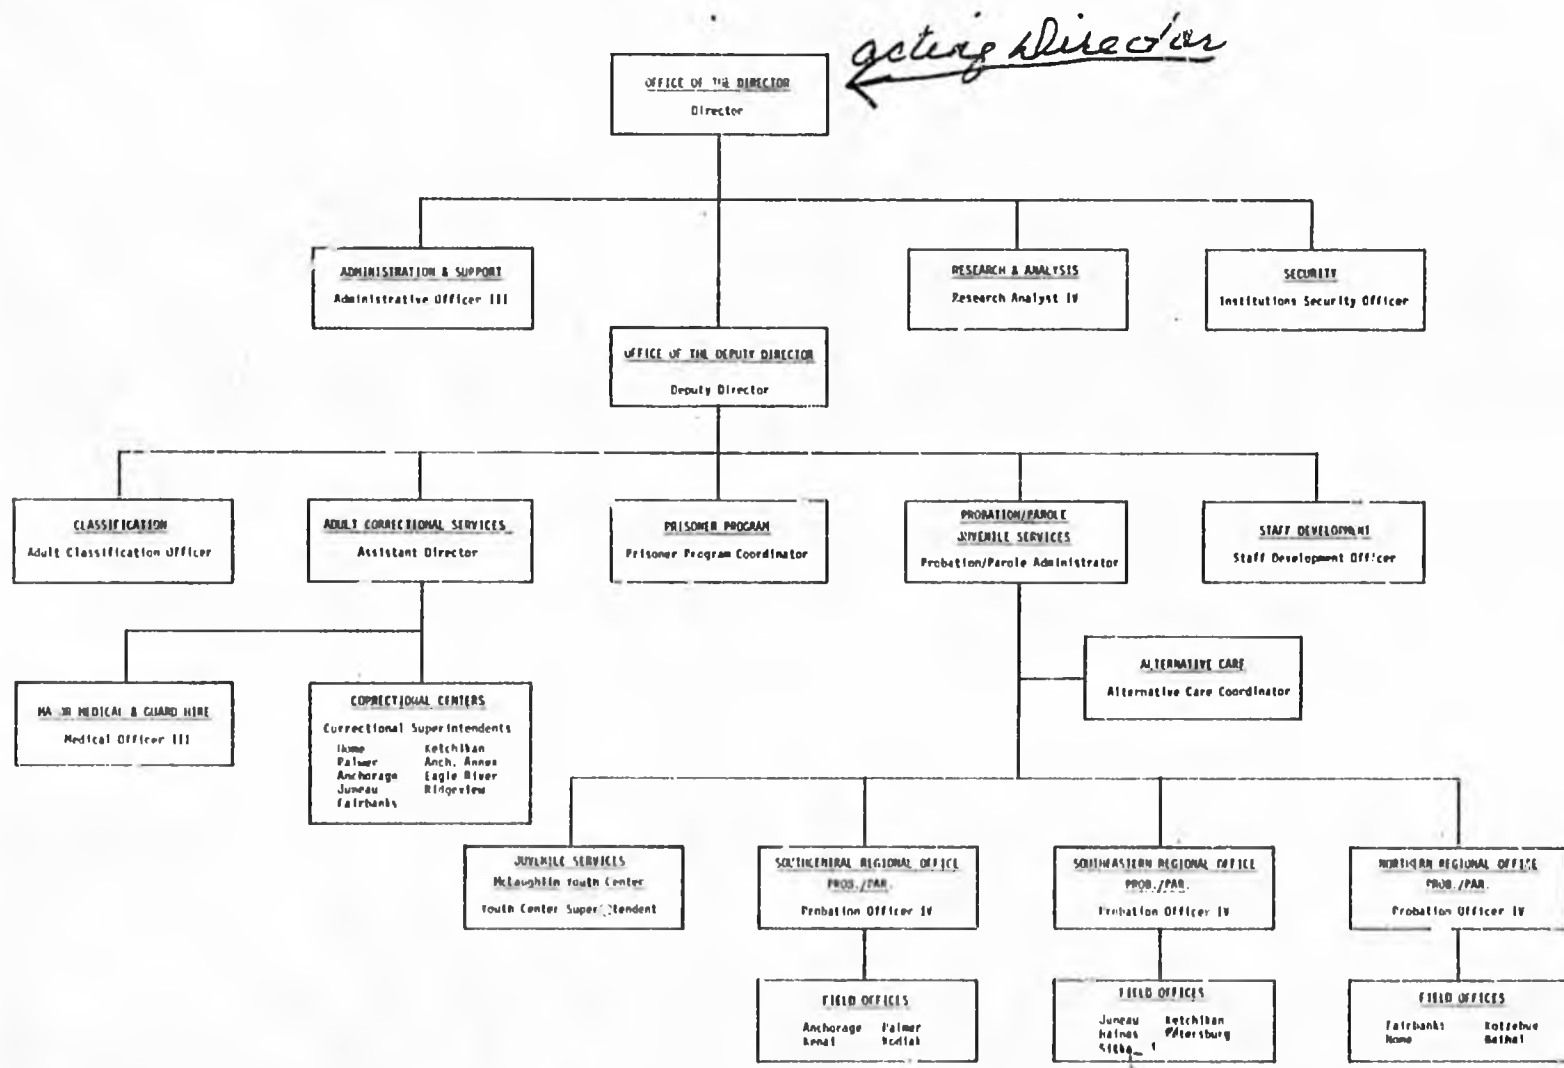 acting Director
OFFICE OF THE DIRECTOR
Director
ADMINISTRATION & SUPPORT
Administrative Officer III
RESEARCH & ANALYSIS
Research Analyst IV
SECURITY
Institutions Security Officer
OFFICE OF THE DEPUTY DIRECTOR
Deputy Director
CLASSIFICATION
Adult Classification Officer
ADULT CORRECTIONAL SERVICES
Assistant Director
PRISONER PROGRAM
Prisoner Program Coordinator
PROBATION/PAROLE
JUVENILE SERVICES
Probation/Parole Administrator
STAFF DEVELOPMENT
Staff Development Officer
ALTERNATIVE CARE
Alternative Care Coordinator
MAJOR MEDICAL & GUARD HIRE
Medical Officer III
CORRECTIONAL CENTERS
Correctional Superintendents
Nome Ketchikan
Palmer Anch. Annex
Anchorage Eagle River
Juneau Ridgeview
Fairbanks
JUVENILE SERVICES
McLaughlin Youth Center
Youth Center Superintendent
SOUTHCENTRAL REGIONAL OFFICE
PROB./PAR.
Probation Officer IV
SOUTHEASTERN REGIONAL OFFICE
PROB./PAR.
Probation Officer IV
NORTHERN REGIONAL OFFICE
PROB./PAR.
Probation Officer IV
FIELD OFFICES
Anchorage Palmer
Kenai Kodiak
FIELD OFFICES
Juneau Ketchikan
Haines Petersburg
Sitka
FIELD OFFICES
Fairbanks Kotzebue
Nome Bethel